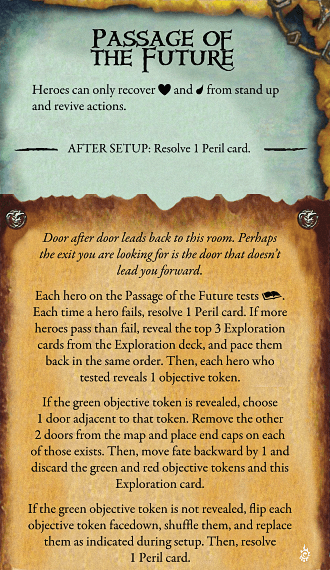 PASSAGE OF
THE FUTURE
Heroes can only recover and from stand up
and revive actions.
AFTER SETUP: Resolve 1 Peril card.
Door after door leads back to this room. Perhaps
the exit you are looking for is the door that doesn't
lead you forward.
Each hero on the Passage of the Future tests .
Each time a hero fails, resolve 1 Peril card. If more
heroes pass than fail, reveal the top 3 Exploration
cards from the Exploration deck, and pace them
back in the same order. Then, each hero who
tested reveals 1 objective token.
If the green objective token is revealed, choose
1 door adjacent to that token. Remove the other
2 doors from the map and place end caps on each
of those exists. Then, move fate backward by 1 and
discard the green and red objective tokens and this
Exploration card.
If the green objective token is not revealed, flip each
objective token facedown, shuffle them, and replace
them as indicated during setup. Then, resolve
1 Peril card.